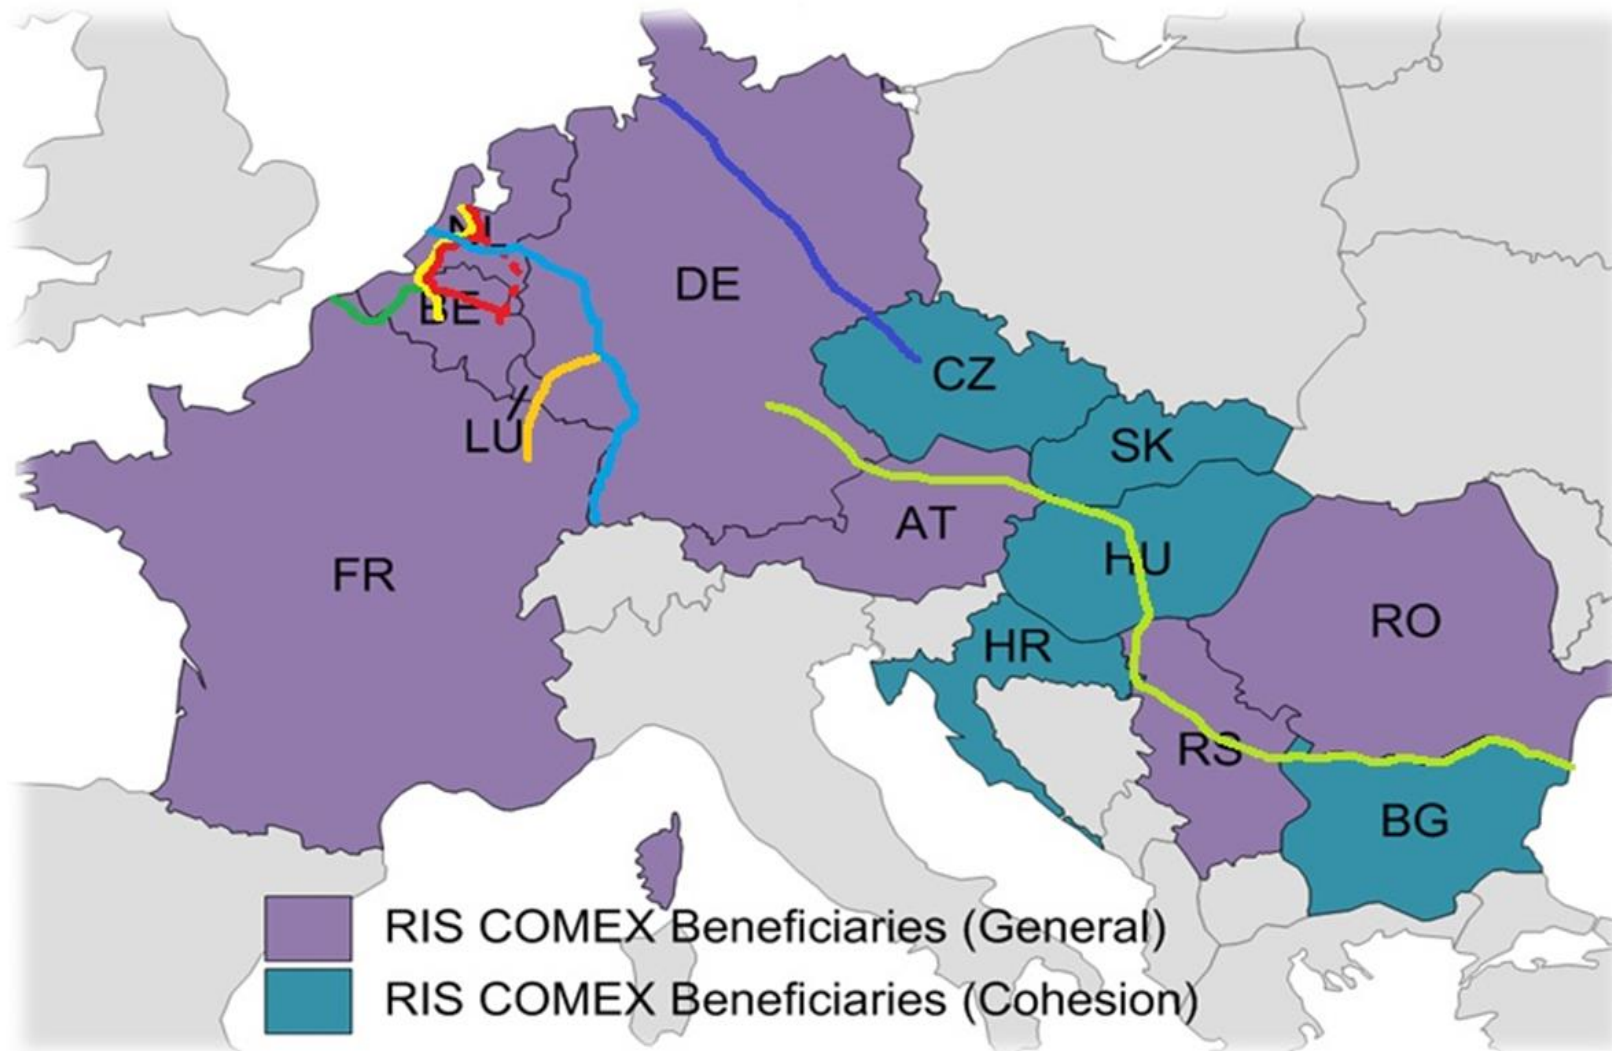 NL
DE
BE
CZ
LU
SK
AT
HU
FR
HR
RO
RS
BG
RIS COMEX Beneficiaries (General)
RIS COMEX Beneficiaries (Cohesion)